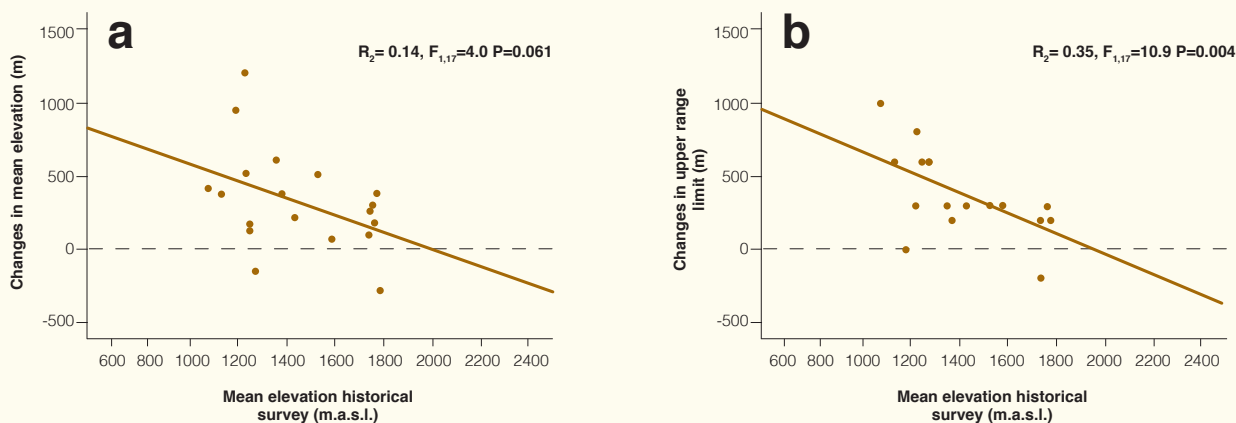 a
R2= 0.14, F1,17=4.0 P=0.061
Changes in mean elevation (m)
1500
1000
500
0
-500
600 800 1000 1200 1400 1600 1800 2000 2200 2400
Mean elevation historical
survey (m.a.s.l.)
b
R2= 0.35, F1,17=10.9 P=0.004
Changes in upper range
limit (m)
1500
1000
500
0
-500
600 800 1000 1200 1400 1600 1800 2000 2200 2400
Mean elevation historical
survey (m.a.s.l.)